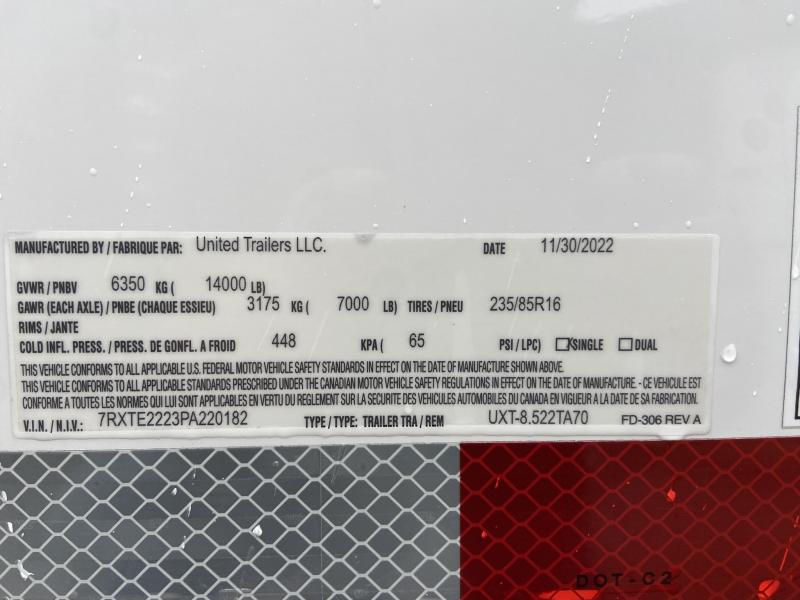 MANUFACTURED BY / FABRIQUE PAR: United Trailers LLC. DATE 11/30/2022
GVWR / PNBV 6350 KG ( 14000 LB)
GAWR (EACH AXLE) / PNBE (CHAQUE ESSIEU) 3175 KG ( 7000 LB) TIRES / PNEU 235/85R16
RIMS / JANTE
COLD INFL. PRESS. / PRESS. DE GONFL. A FROID 448 KPA ( 65 PSI / LPC) SINGLE DUAL
THIS VEHICLE CONFORMS TO ALL APPLICABLE U.S. FEDERAL MOTOR VEHICLE SAFETY STANDARDS IN EFFECT ON THE DATE OF MANUFACTURE SHOWN ABOVE.
THIS VEHICLE CONFORMS TO ALL APPLICABLE STANDARDS PRESCRIBED UNDER THE CANADIAN MOTOR VEHICLE SAFETY REGULATIONS IN EFFECT ON THE DATE OF MANUFACTURE. - CE VEHICULE EST
CONFORME A TOUTES LES NORMES QUI LUI SONT APPLICABLES EN VERTU DU REGLEMENT SUR LA SECURITE DES VEHICULES AUTOMOBILES DU CANADA EN VIGUEUR A LA DATE DE SA FABRICATION.
V.I.N. / N.I.V.: 7RXTE2223PA220182 TYPE / TYPE: TRAILER TRA / REM UXT-8.522TA70 FD-306 REV A
DOT-C2